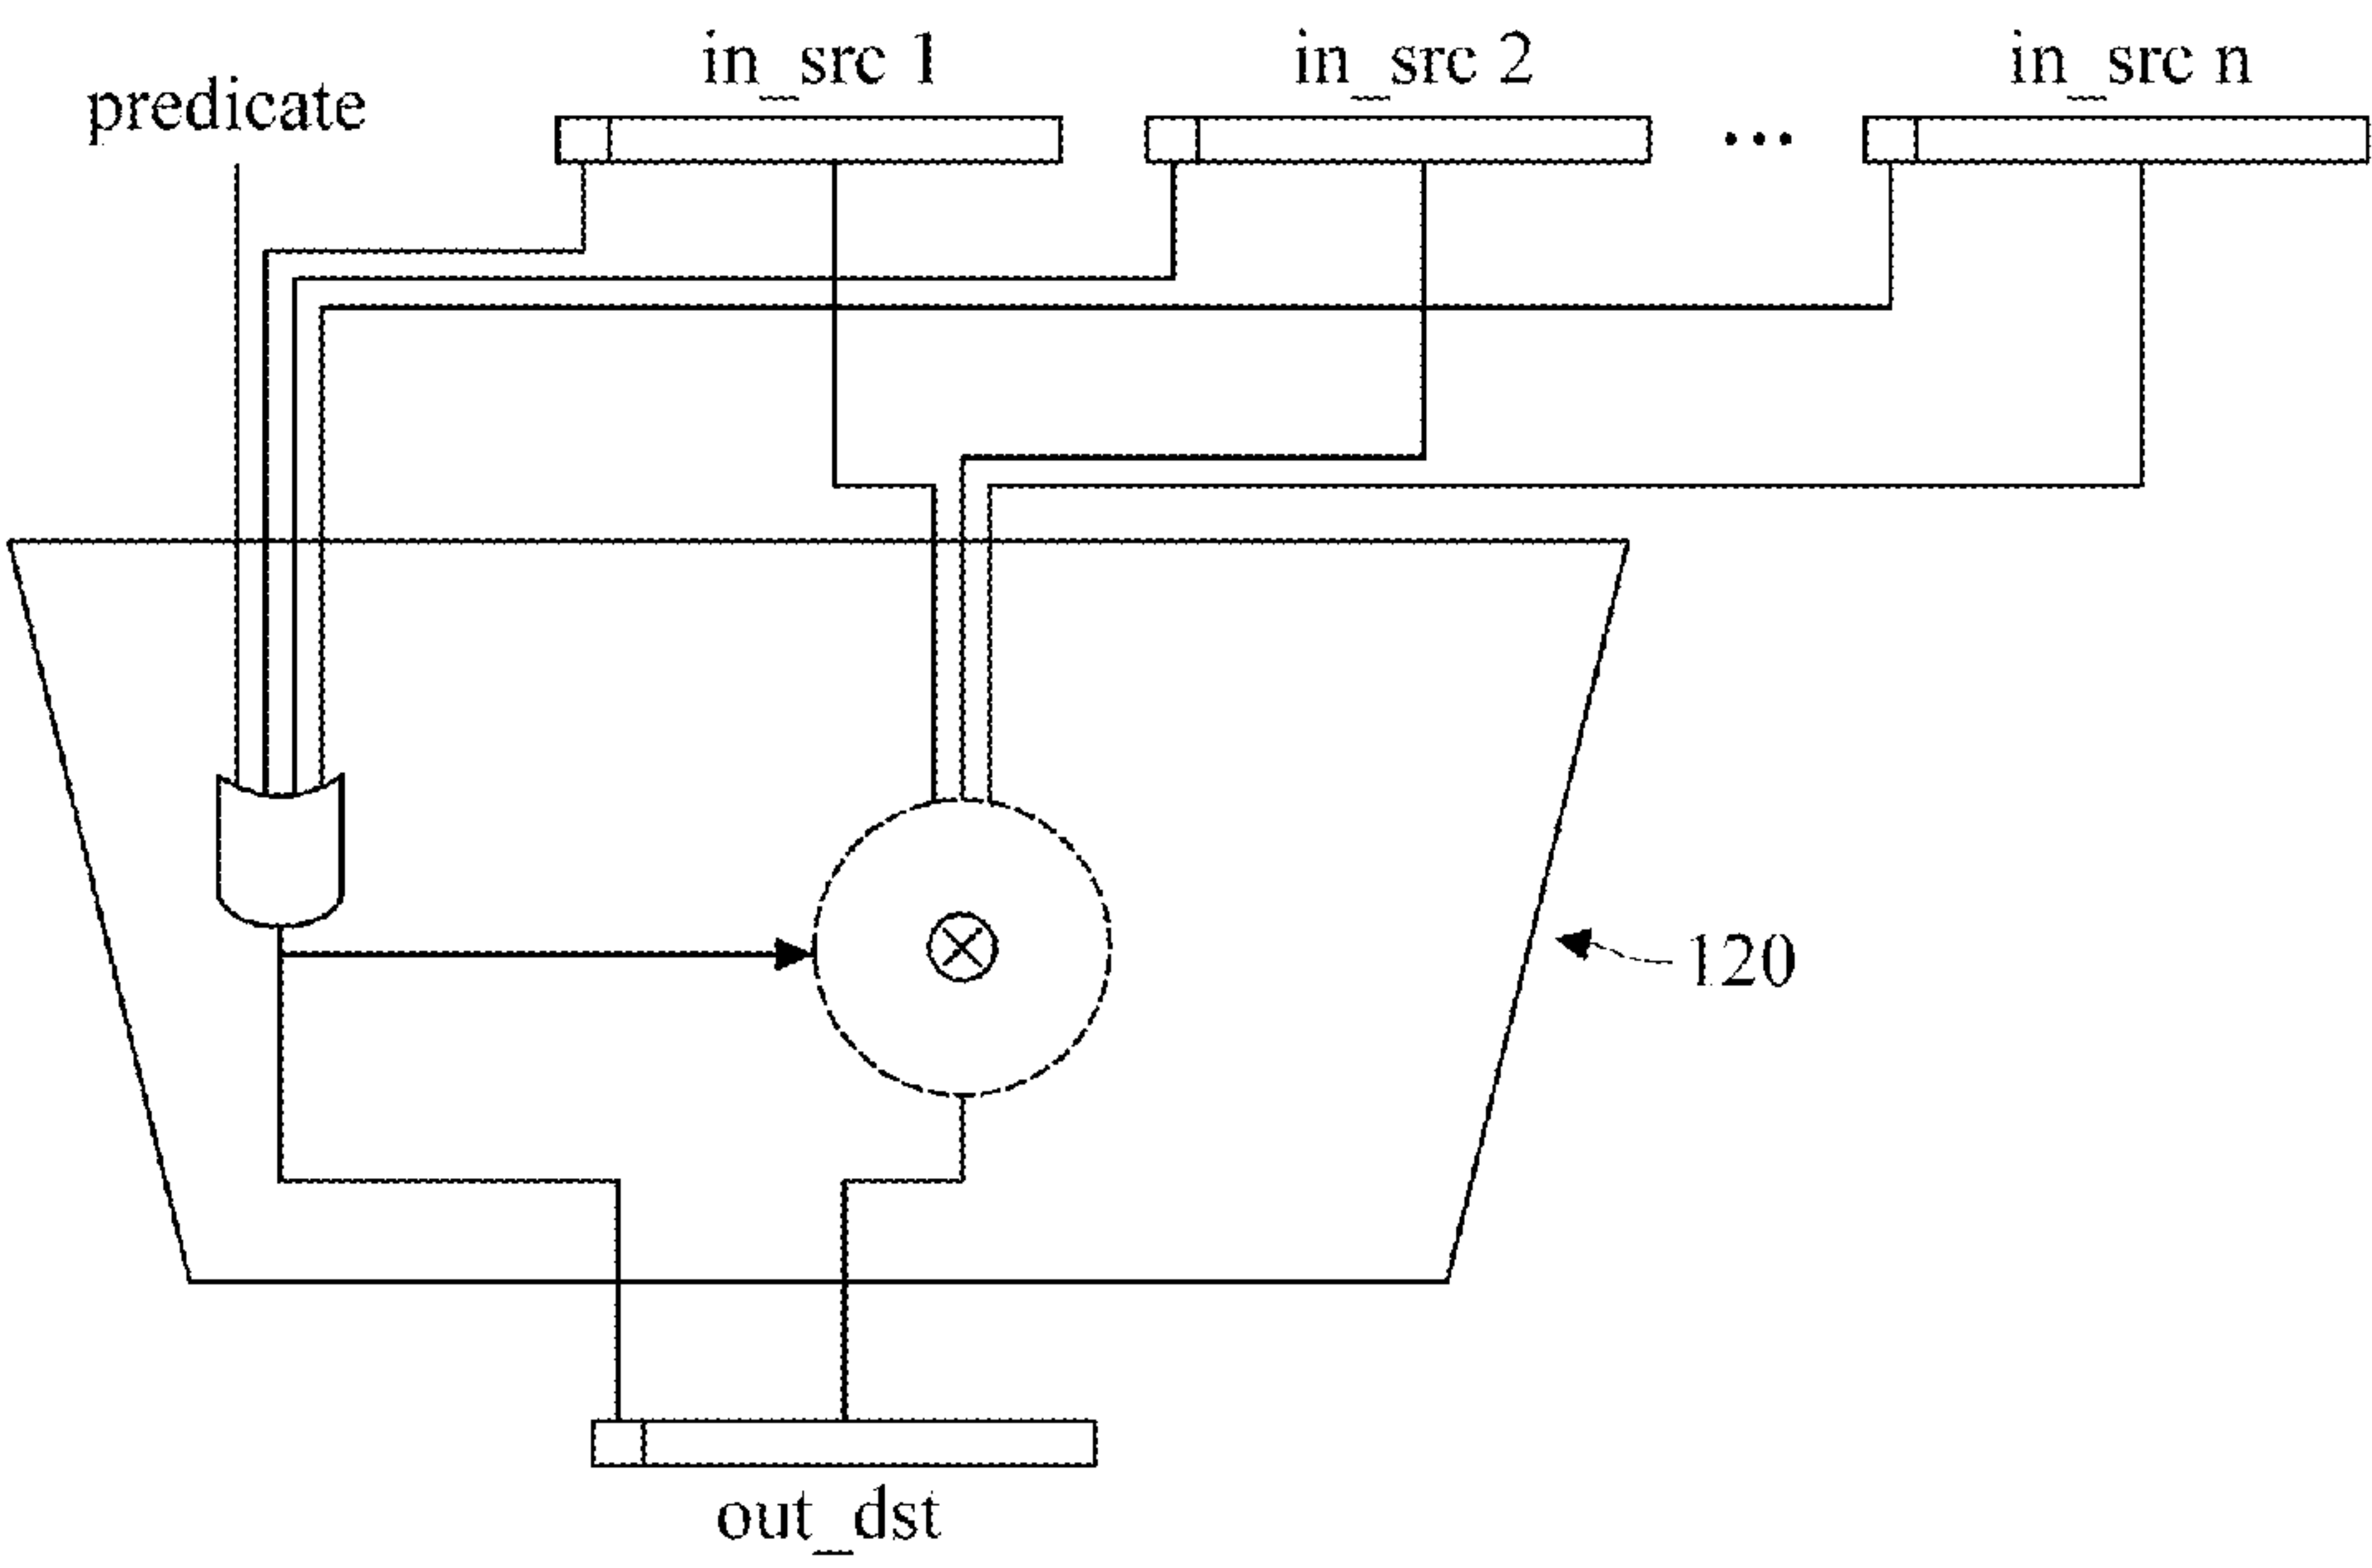 predicate
in_src 1
in_src 2
...
in_src n
120
out_dst